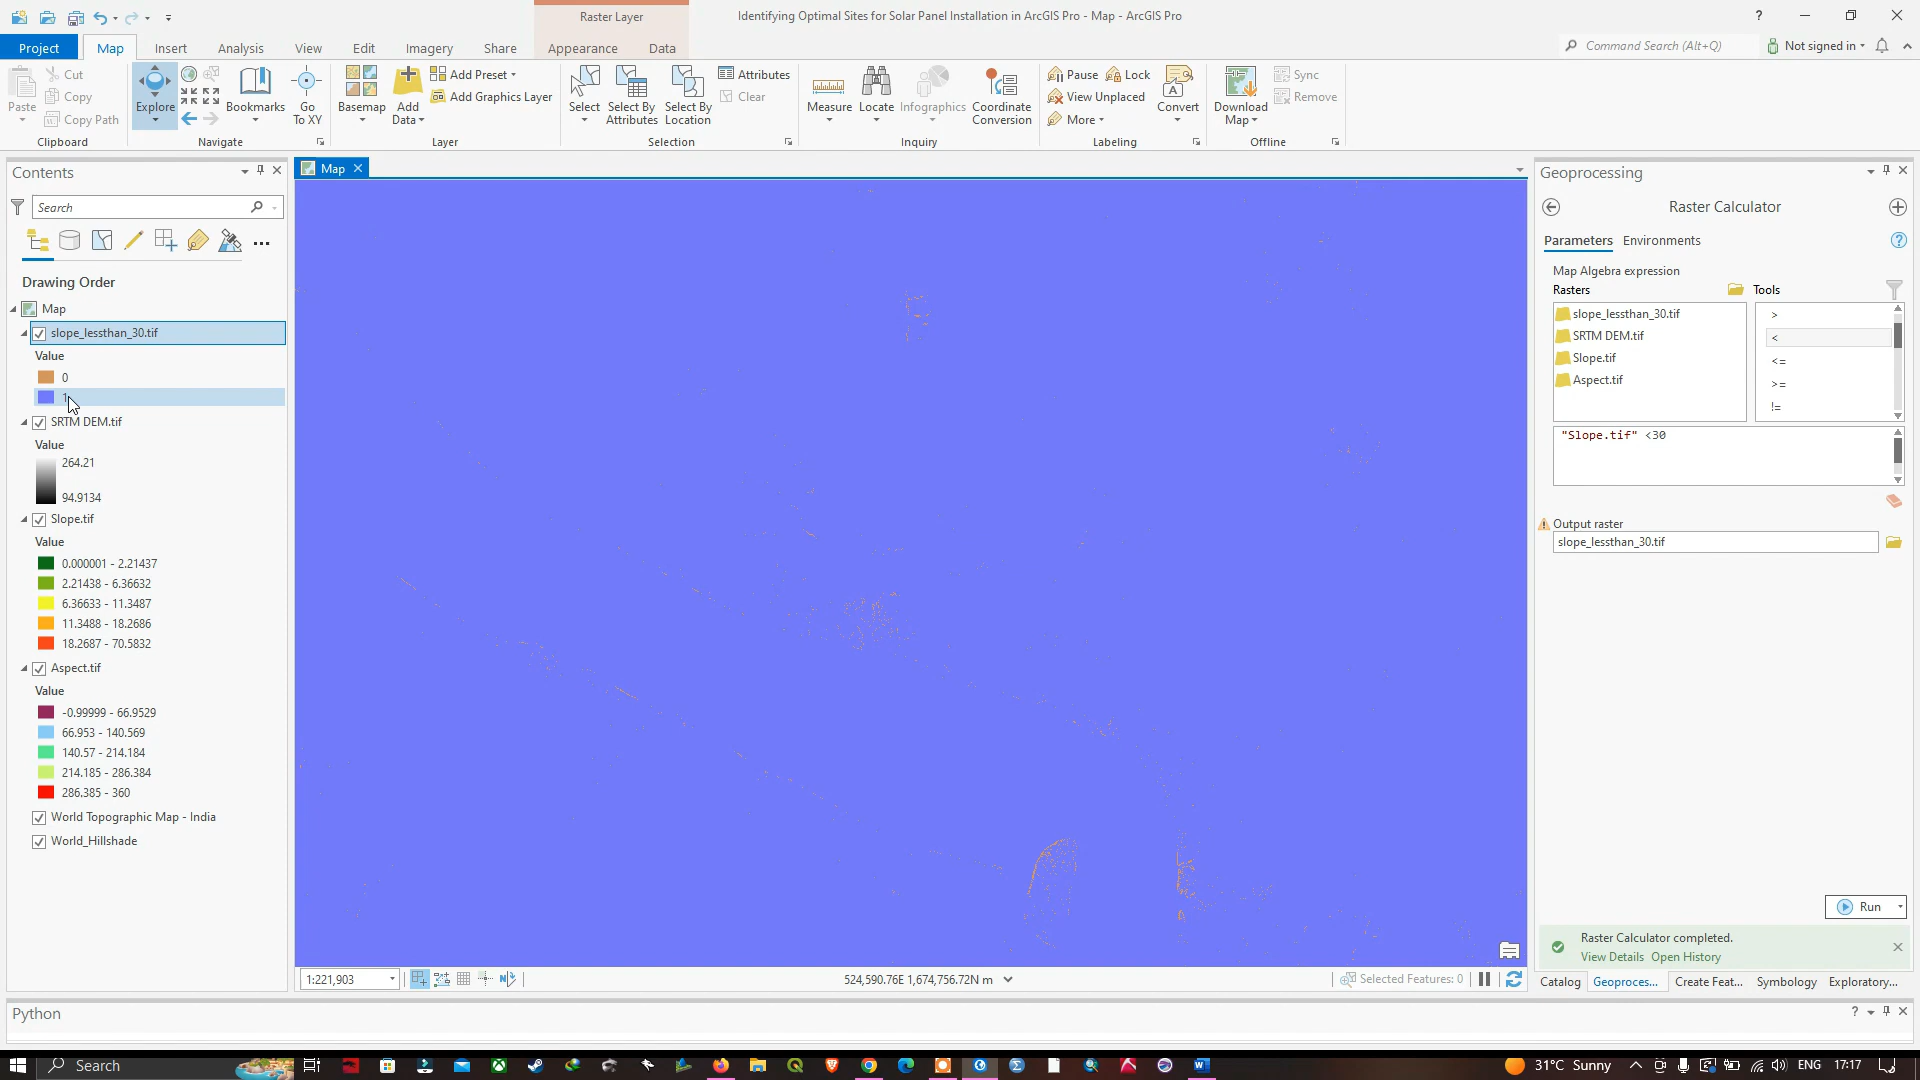 Raster Layer
Identifying Optimal Sites for Solar Panel Installation in ArcGIS Pro - Map - ArcGIS Pro
?
Project Map Insert Analysis View Edit Imagery Share Appearance Data
Command Search (Alt+Q)
Not signed in
Paste
Cut
Copy
Copy Path
Clipboard
Explore
Bookmarks
Go
To XY
Navigate
Basemap
Add
Data
Add Preset
Add Graphics Layer
Layer
Select
Select By
Attributes
Select By
Location
Attributes
Clear
Selection
Measure
Locate
Infographics
Coordinate
Conversion
Inquiry
Pause
Lock
View Unplaced
More
Convert
Labeling
Download
Map
Sync
Remove
Offline
Contents
Search
Drawing Order
Map
slope_lessthan_30.tif
Value
0
1
SRTM DEM.tif
Value
264.21
94.9134
Slope.tif
Value
0.000001 - 2.21437
2.21438 - 6.36632
6.36633 - 11.3487
11.3488 - 18.2686
18.2687 - 70.5832
Aspect.tif
Value
-0.99999 - 66.9529
66.953 - 140.569
140.57 - 214.184
214.185 - 286.384
286.385 - 360
World Topographic Map - India
World_Hillshade
Map
1:221,903
524,590.76E 1,674,756.72N m
Selected Features: 0
Geoprocessing
Raster Calculator
Parameters Environments
?
Map Algebra expression
Rasters
Tools
slope_lessthan_30.tif
SRTM DEM.tif
Slope.tif
Aspect.tif
>
<
<=
>=
!=
"Slope.tif" <30
Output raster
slope_lessthan_30.tif
Run
Raster Calculator completed.
View Details Open History
Catalog Geoproces... Create Feat... Symbology Exploratory...
Python
?
Search
31°C Sunny
ENG
17:17